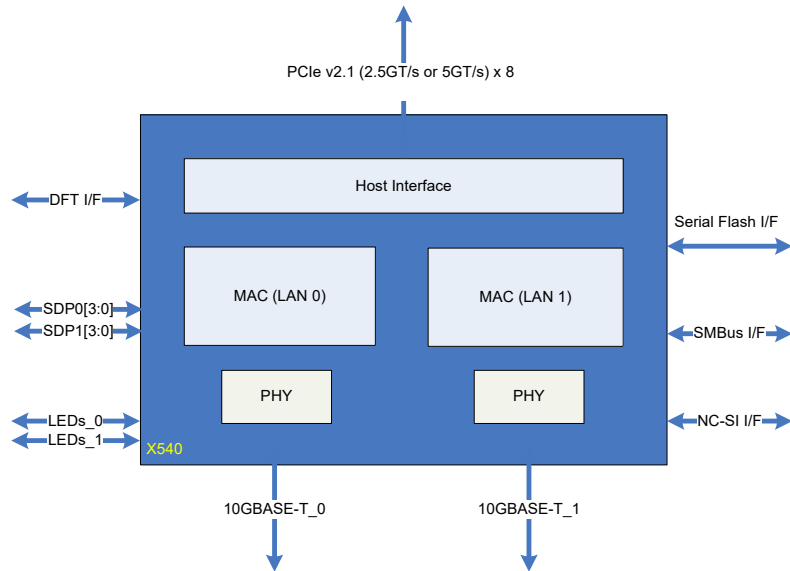 PCIe v2.1 (2.5GT/s or 5GT/s) x 8
Host Interface
DFT I/F
Serial Flash I/F
MAC (LAN 0)
MAC (LAN 1)
SDP0[3:0]
SDP1[3:0]
SMBus I/F
PHY
PHY
LEDs_0
LEDs_1
NC-SI I/F
X540
10GBASE-T_0
10GBASE-T_1